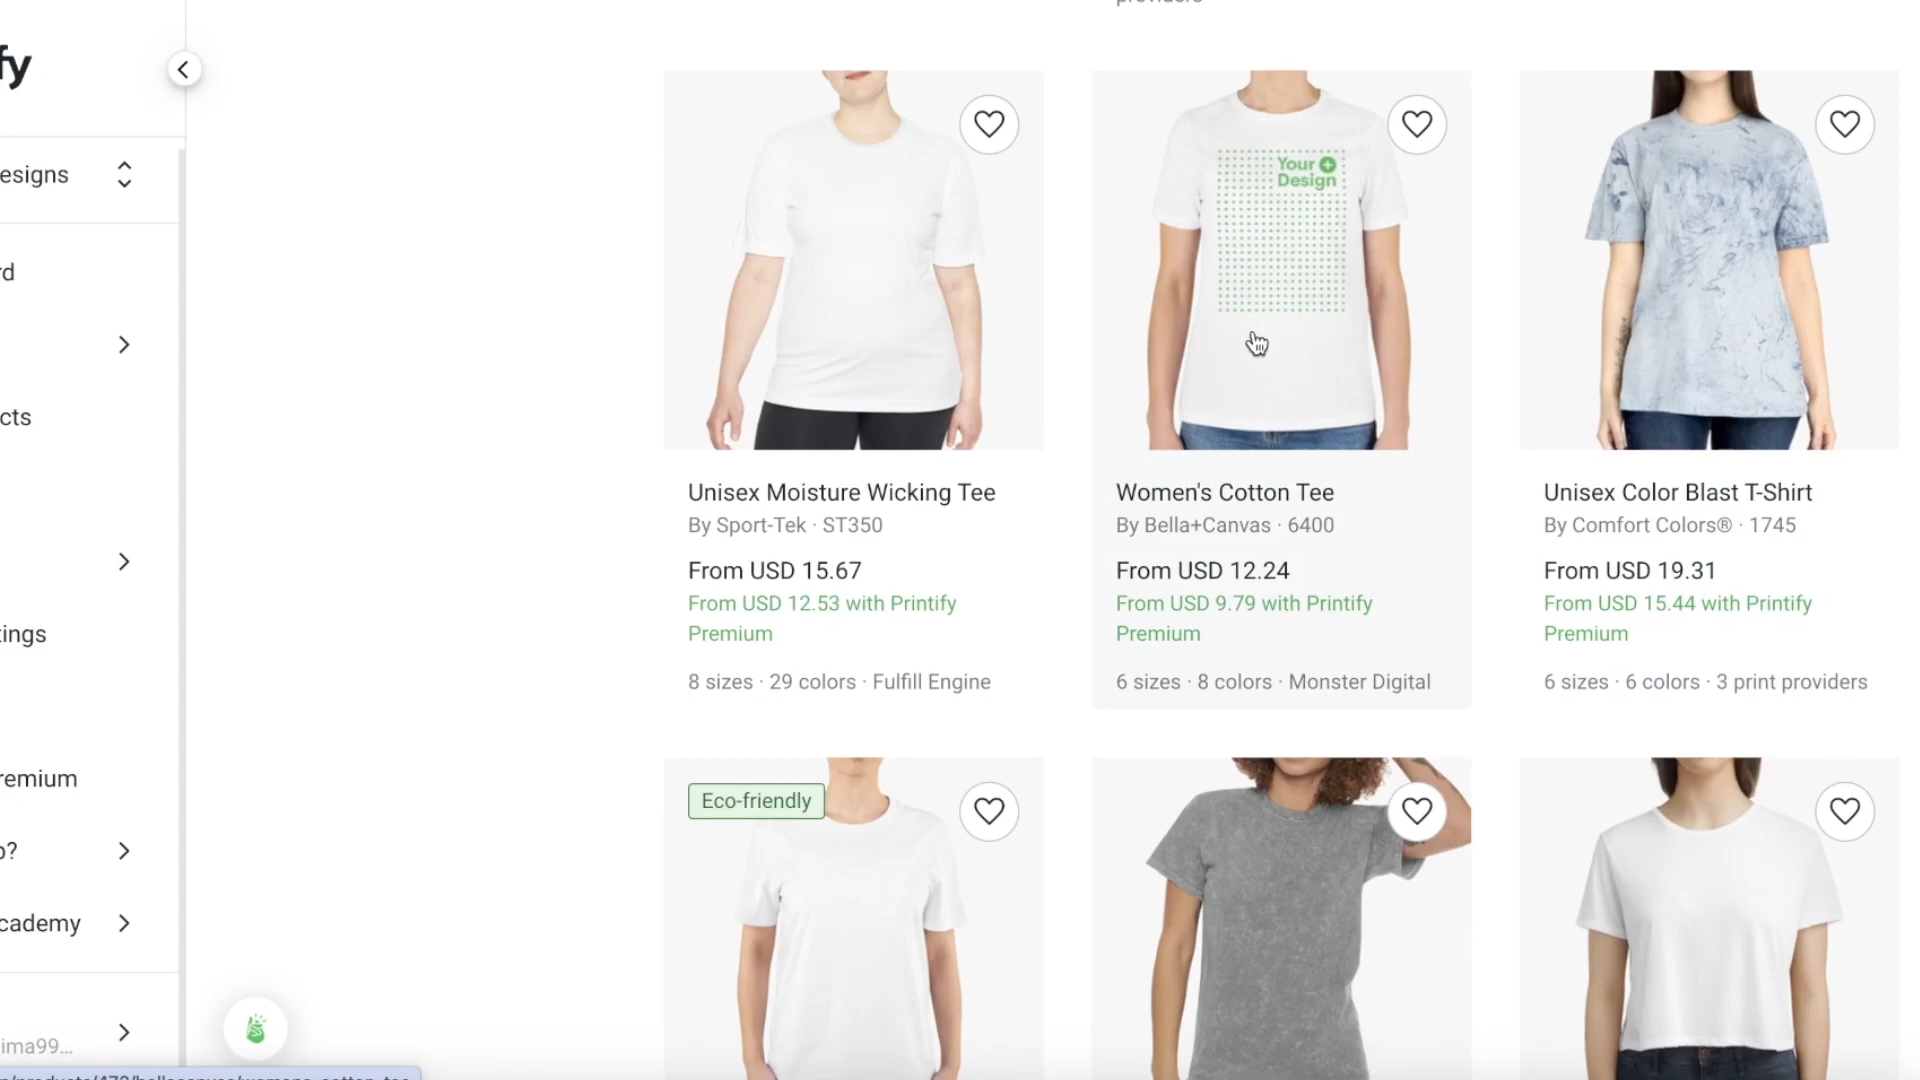 fy
esigns
rd
cts
tings
remium
p?
cademy
ima99...
Your
Design
Unisex Moisture Wicking Tee
By Sport-Tek · ST350
From USD 15.67
From USD 12.53 with Printify
Premium
8 sizes · 29 colors · Fulfill Engine
Women's Cotton Tee
By Bella+Canvas · 6400
From USD 12.24
From USD 9.79 with Printify
Premium
6 sizes · 8 colors · Monster Digital
Unisex Color Blast T-Shirt
By Comfort Colors® · 1745
From USD 19.31
From USD 15.44 with Printify
Premium
6 sizes · 6 colors · 3 print providers
Eco-friendly